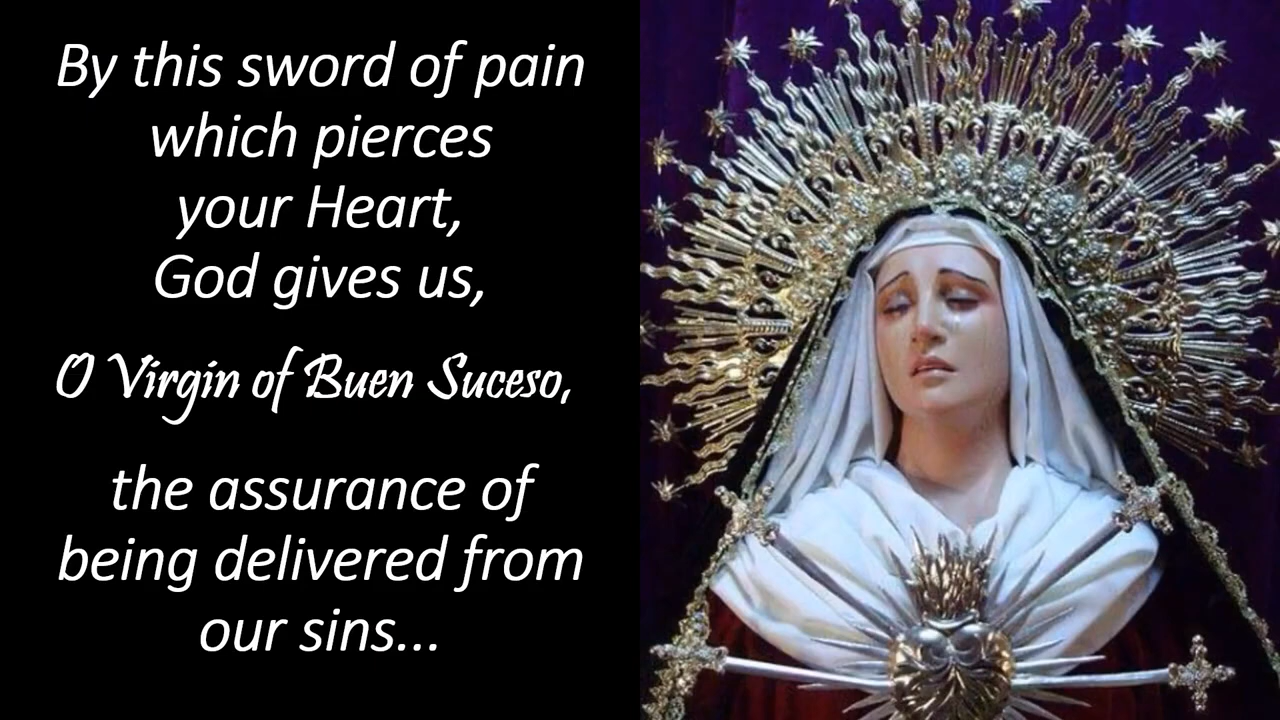 By this sword of pain
which pierces
your Heart,
God gives us,
O Virgin of Buen Suceso,
the assurance of
being delivered from
our sins...